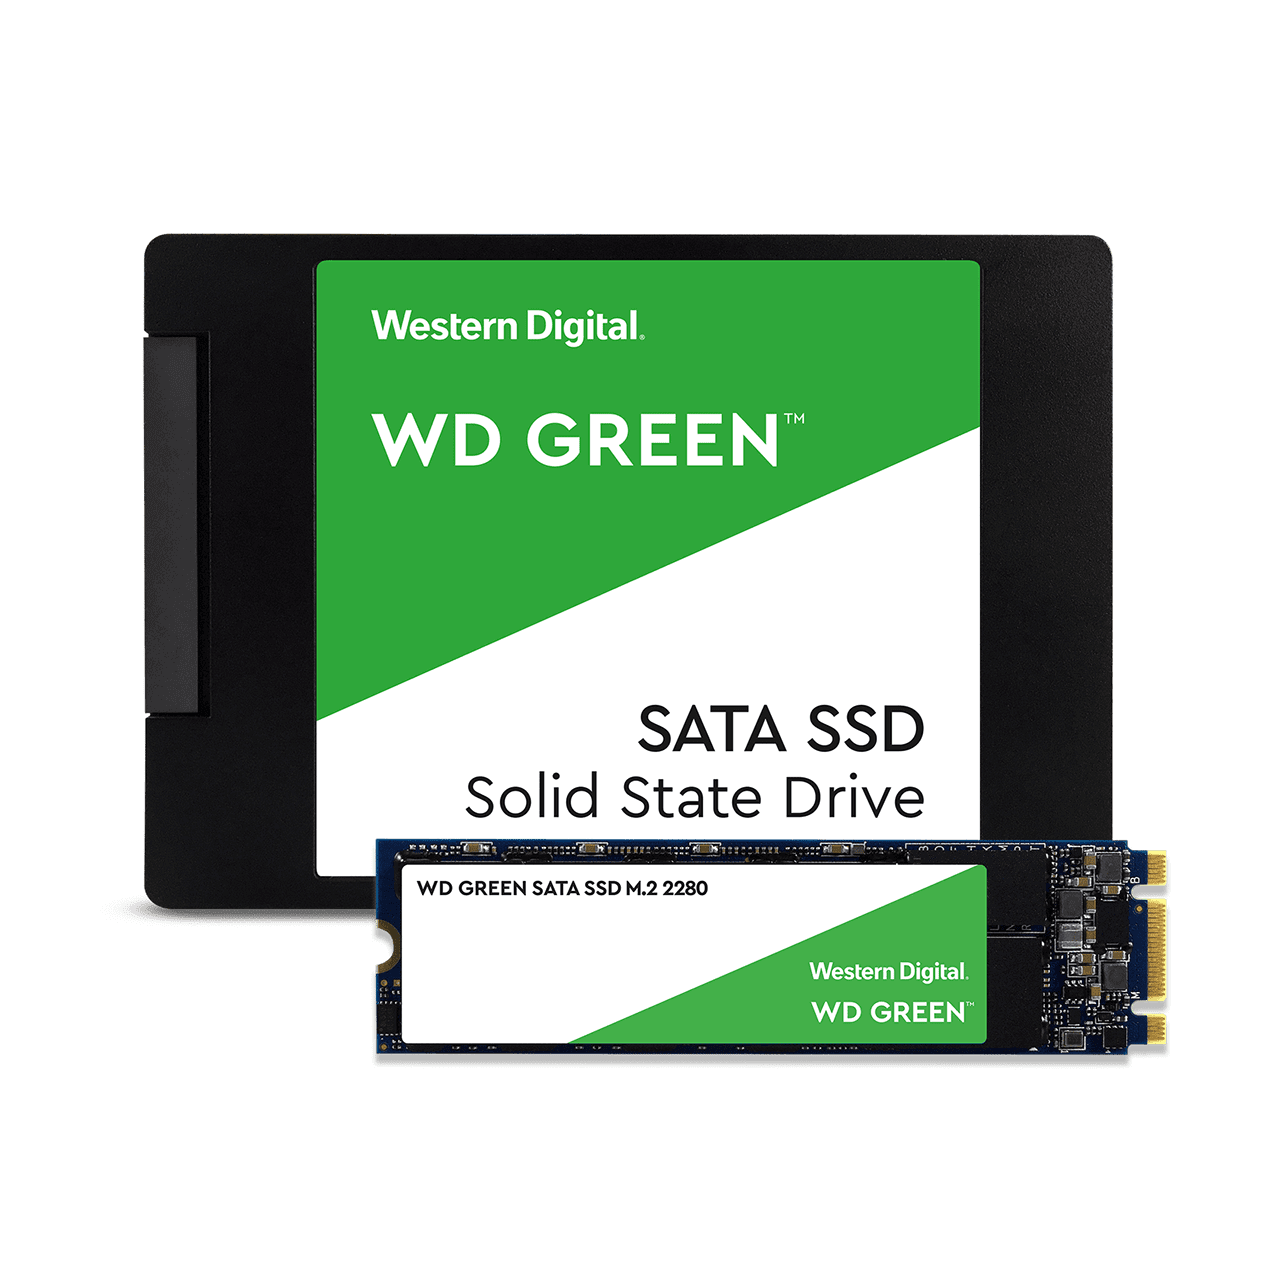 Western Digital.
WD GREEN™
SATA SSD
Solid State Drive
WD GREEN SATA SSD M.2 2280
Western Digital.
WD GREEN™
B
M